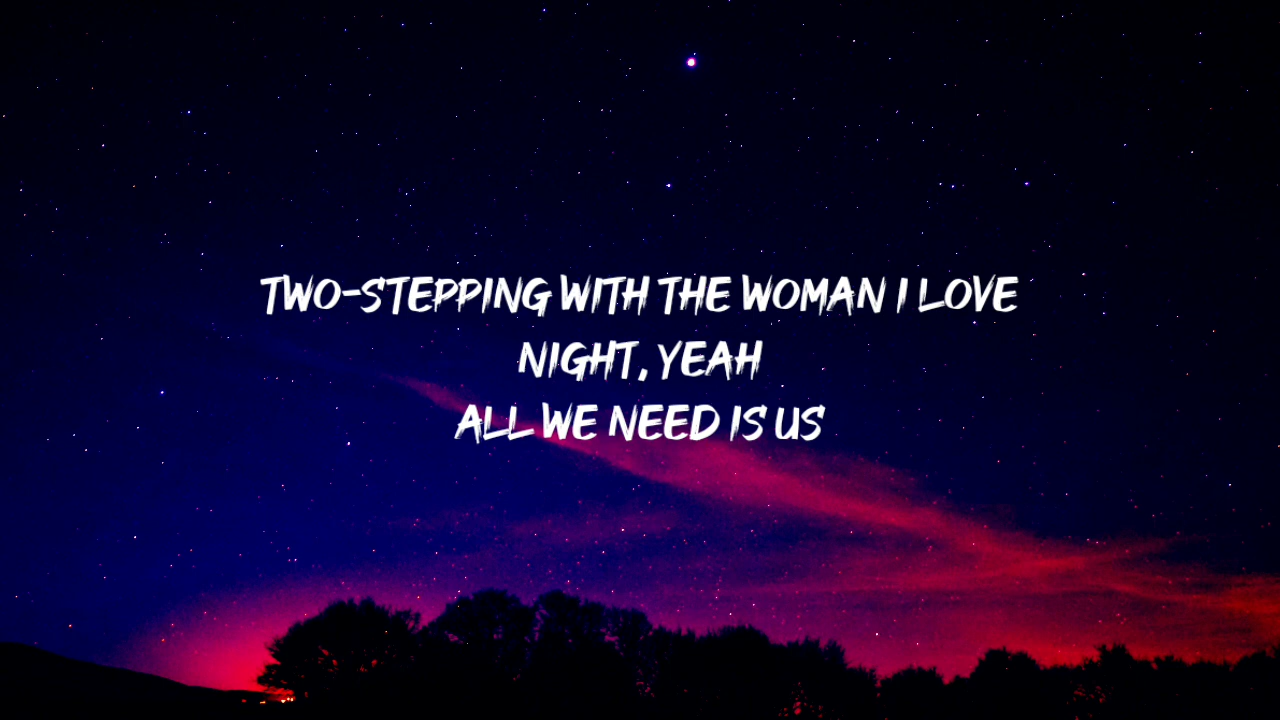 TWO-STEPPING WITH THE WOMAN I LOVE
NIGHT, YEAH
ALL WE NEED IS US